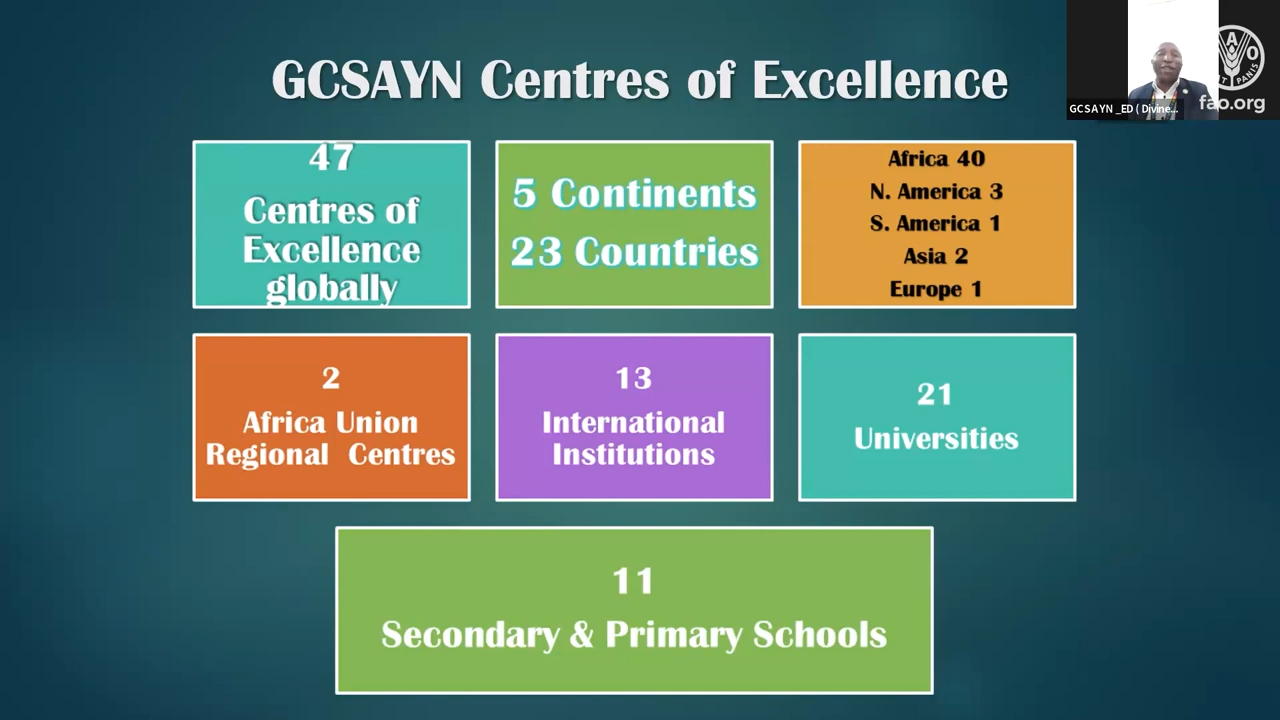 GCSAYN Centres of Excellence
47
Centres of
Excellence
globally
5 Continents
23 Countries
Africa 40
N. America 3
S. America 1
Asia 2
Europe 1
2
Africa Union
Regional Centres
13
International
Institutions
21
Universities
11
Secondary & Primary Schools
GCSAYN _ED ( Divine...
fao.org